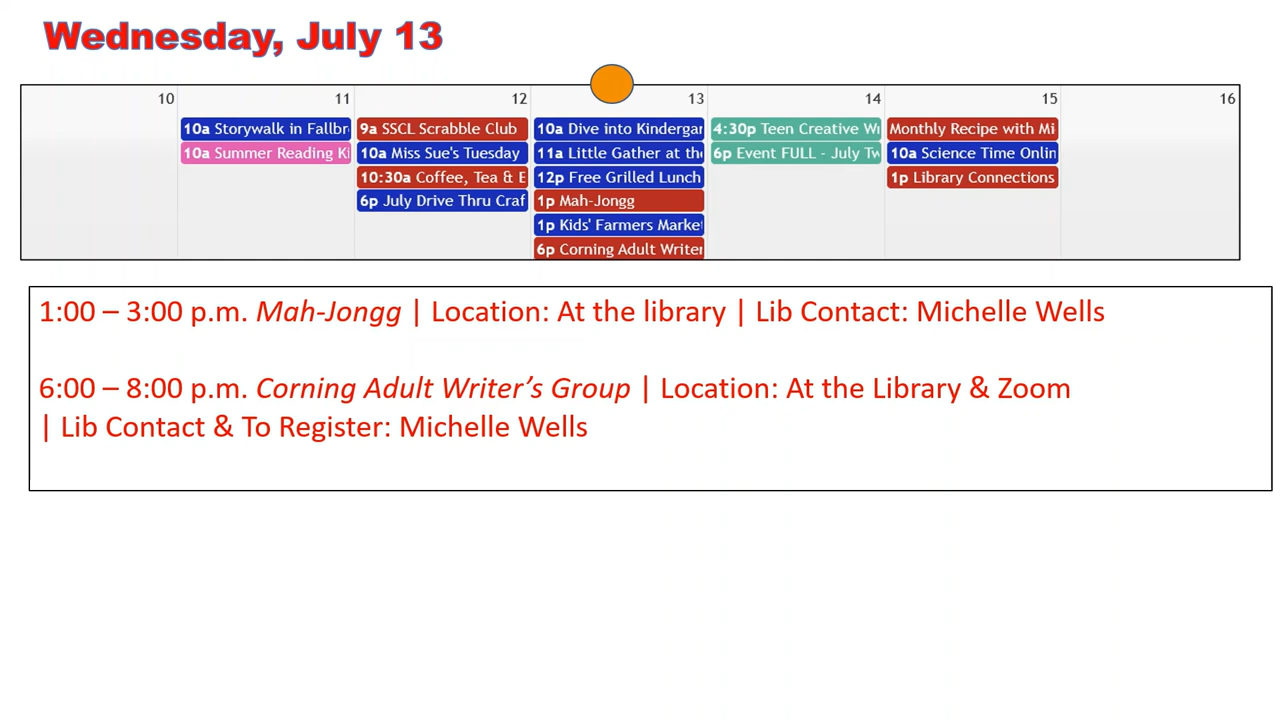 Wednesday, July 13
10 11 12 13 14 15 16
10a Storywalk in Fallbr
10a Summer Reading Ki
9a SSCL Scrabble Club
10a Miss Sue's Tuesday
10:30a Coffee, Tea & E
6p July Drive Thru Craf
10a Dive into Kindergar
11a Little Gather at the
12p Free Grilled Lunch
1p Mah-Jongg
1p Kids' Farmers Market
6p Corning Adult Writer
4:30p Teen Creative Wr
6p Event FULL - July Tw
Monthly Recipe with Mi
10a Science Time Onlin
1p Library Connections
1:00 – 3:00 p.m. Mah-Jongg | Location: At the library | Lib Contact: Michelle Wells
6:00 – 8:00 p.m. Corning Adult Writer’s Group | Location: At the Library & Zoom
| Lib Contact & To Register: Michelle Wells